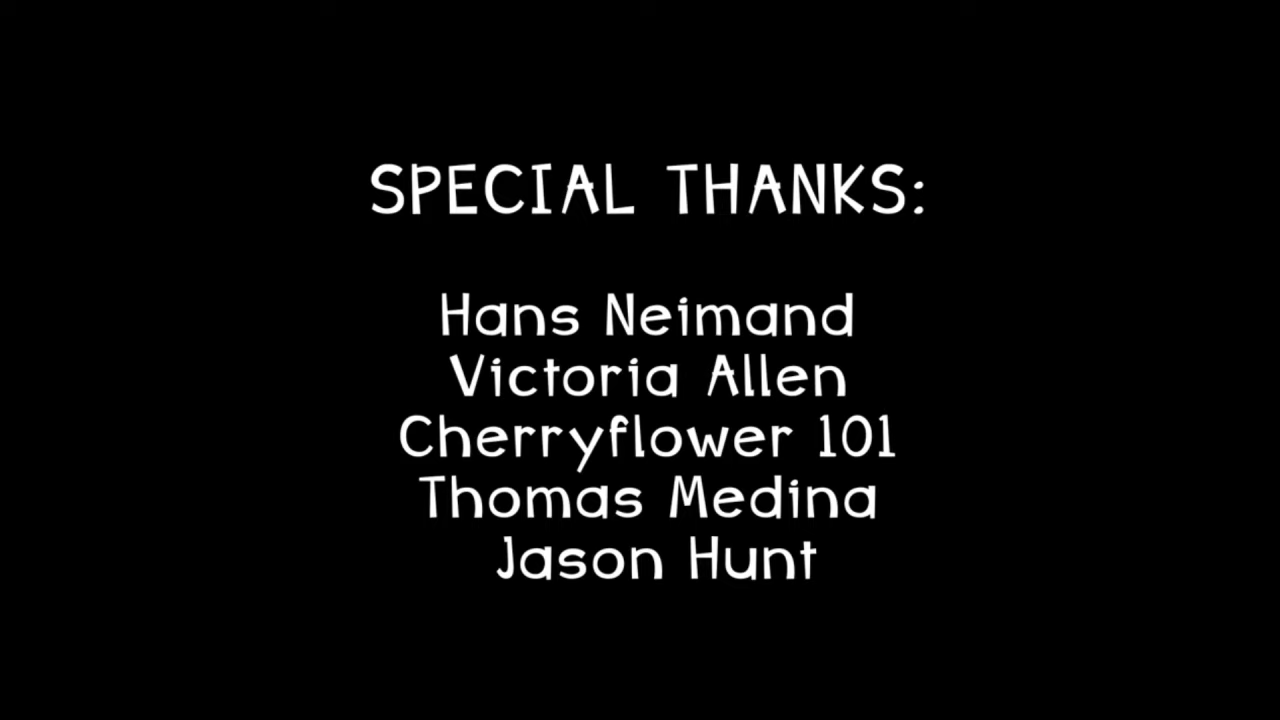 SPECIAL THANKS:
Hans Neimand
Victoria Allen
Cherryflower 101
Thomas Medina
Jason Hunt